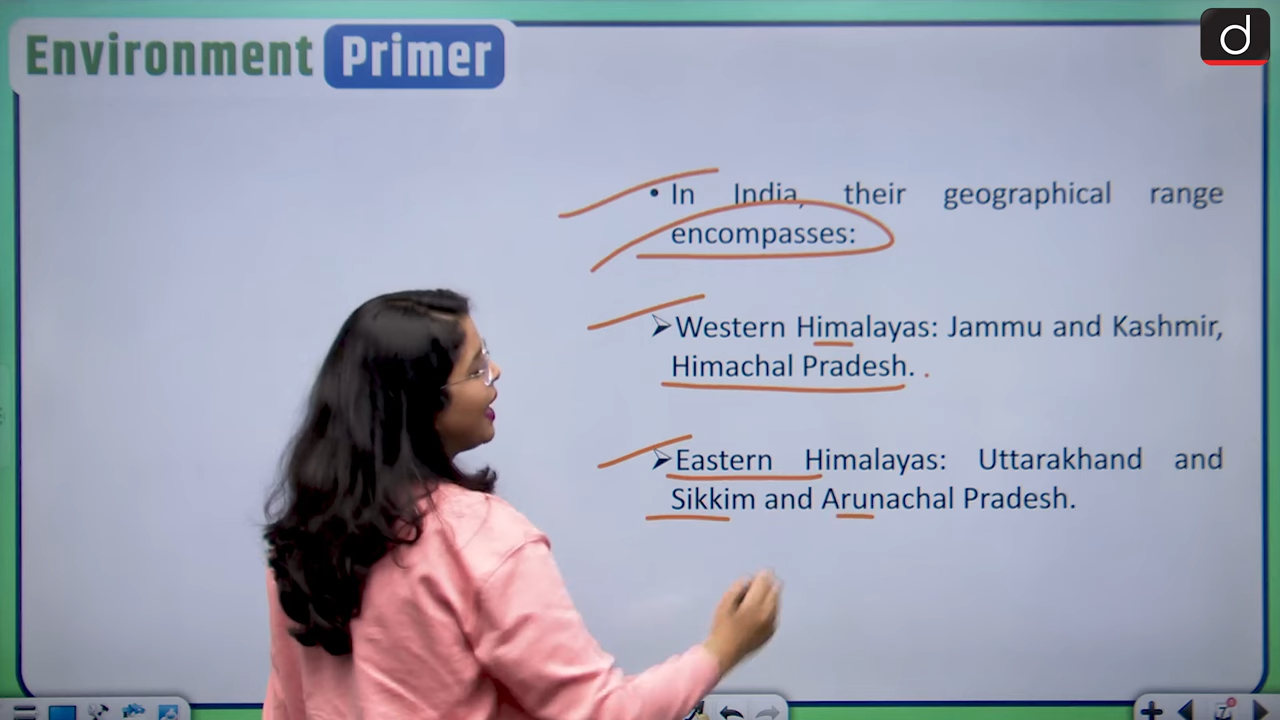 Environment Primer
d
• In India, their geographical range
encompasses:
➢Western Himalayas: Jammu and Kashmir,
Himachal Pradesh. .
➢Eastern Himalayas: Uttarakhand and
Sikkim and Arunachal Pradesh.